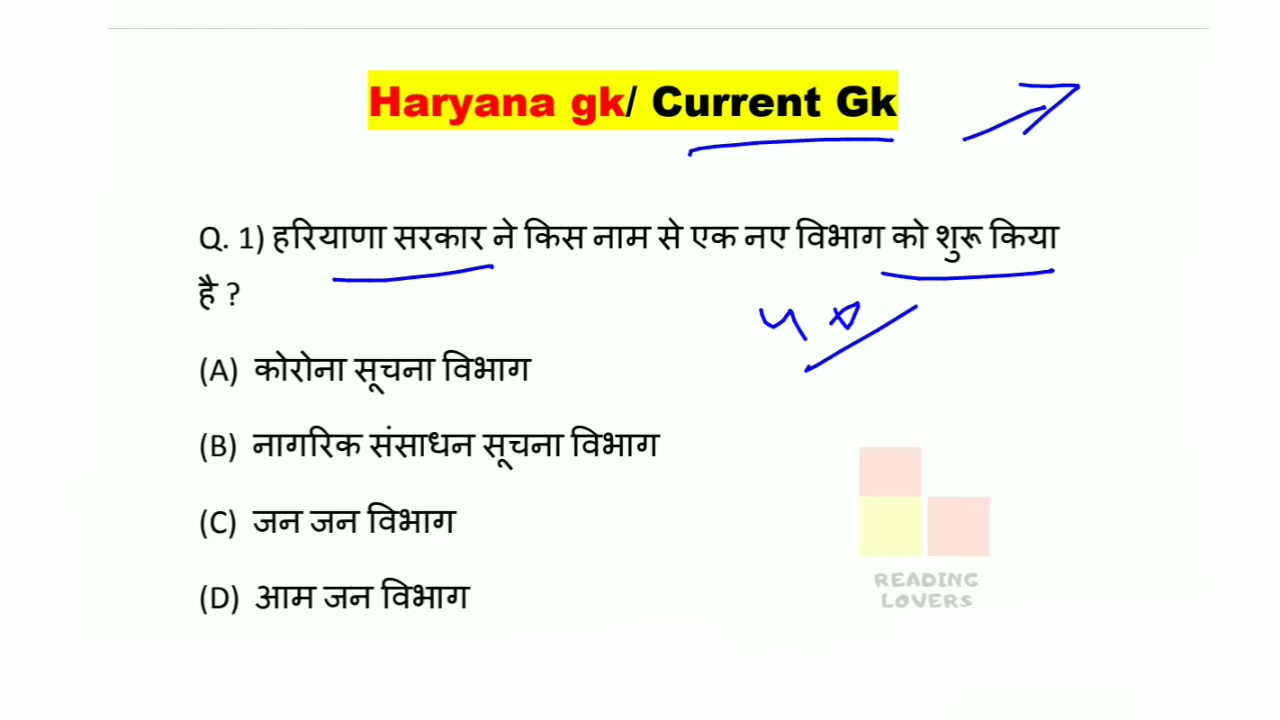 Haryana gk/ Current Gk
Q. 1) हरियाणा सरकार ने किस नाम से एक नए विभाग को शुरू किया
है ?
(A) कोरोना सूचना विभाग
(B) नागरिक संसाधन सूचना विभाग
(C) जन जन विभाग
(D) आम जन विभाग
READING
LOVERS